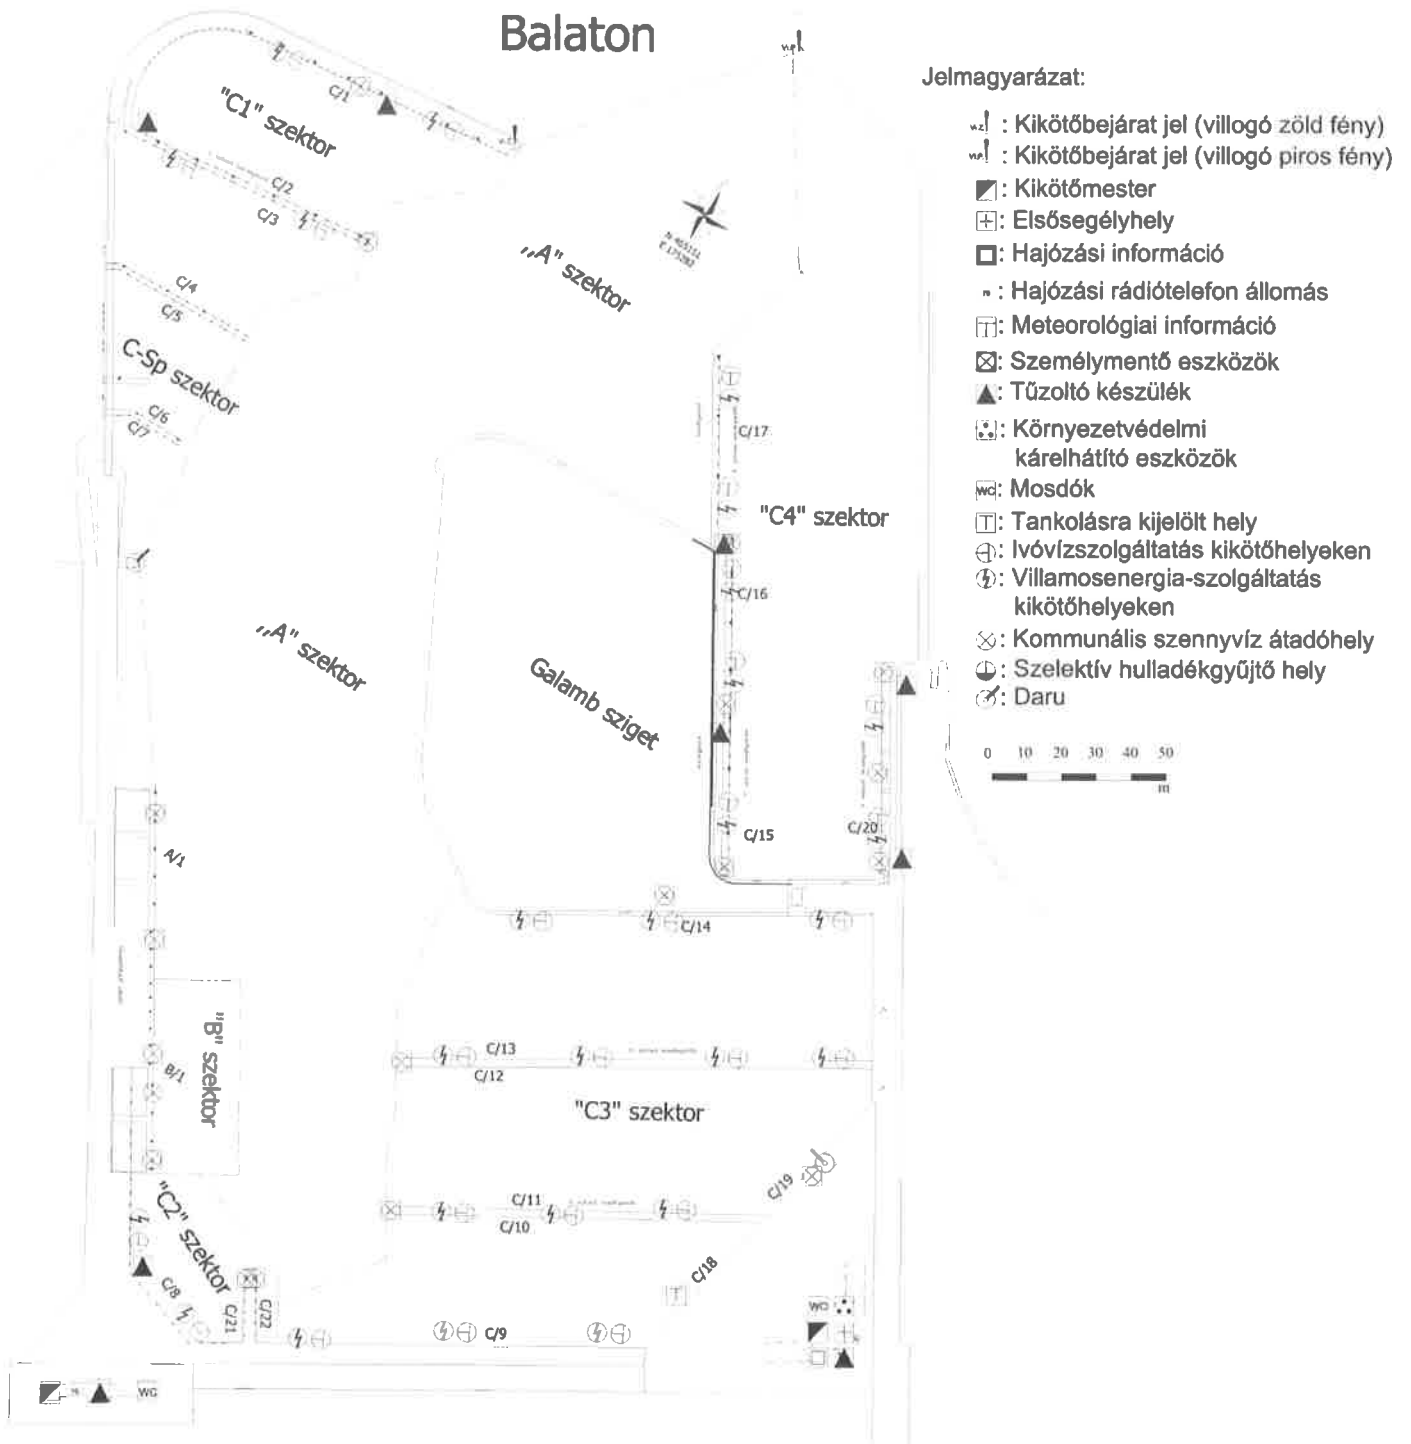 Balaton
Jelmagyarázat:
: Kikötőbejárat jel (villogó zöld fény)
: Kikötőbejárat jel (villogó piros fény)
: Kikötőmester
: Elsősegélyhely
: Hajózási információ
: Hajózási rádiótelefon állomás
: Meteorológiai információ
: Személymentő eszközök
: Tűzoltó készülék
: Környezetvédelmi
kárelhátító eszközök
WC: Mosdók
T: Tankolásra kijelölt hely
: Ivóvízszolgáltatás kikötőhelyeken
: Villamosenergia-szolgáltatás
kikötőhelyeken
: Kommunális szennyvíz átadóhely
: Szelektív hulladékgyűjtő hely
: Daru
0 10 20 30 40 50
m
C/1
"C1" szektor
C/2
C/3
„A" szektor
C/4
C/5
C-Sp szektor
C/6
C/7
C/17
"C4" szektor
C/16
„A" szektor
Galamb sziget
C/15
C/20
A/1
C/14
"B" szektor
C/13
B/1
C/12
"C3" szektor
C/19
"C2" szektor
C/11
C/10
C/18
T
C/8
C/21
C/22
C/9
WC
WC